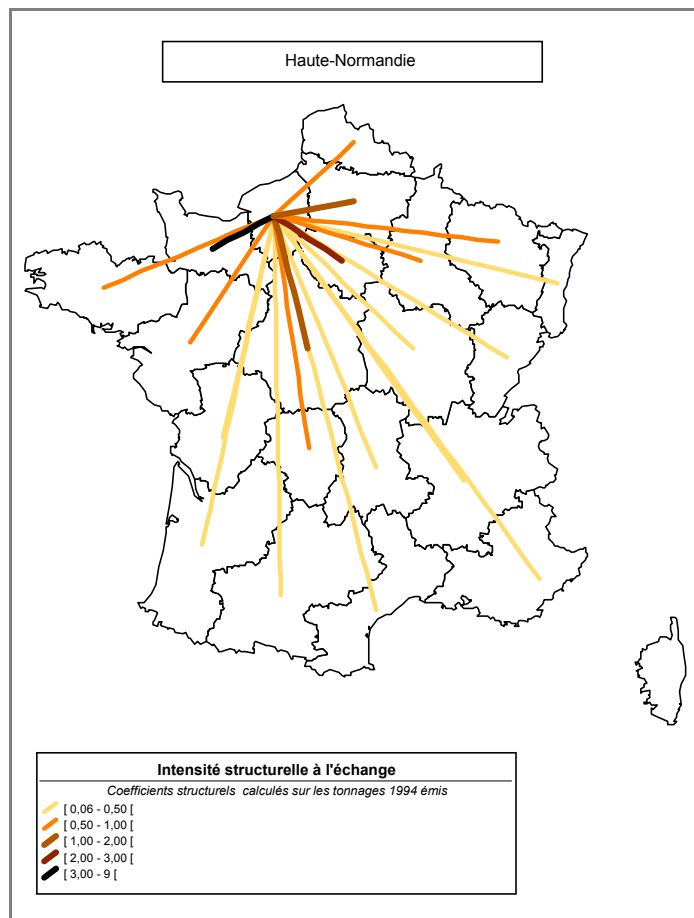 Haute-Normandie
Intensité structurelle à l'échange
Coefficients structurels calculés sur les tonnages 1994 émis
[ 0,06 - 0,50 [
[ 0,50 - 1,00 [
[ 1,00 - 2,00 [
[ 2,00 - 3,00 [
[ 3,00 - 9 [